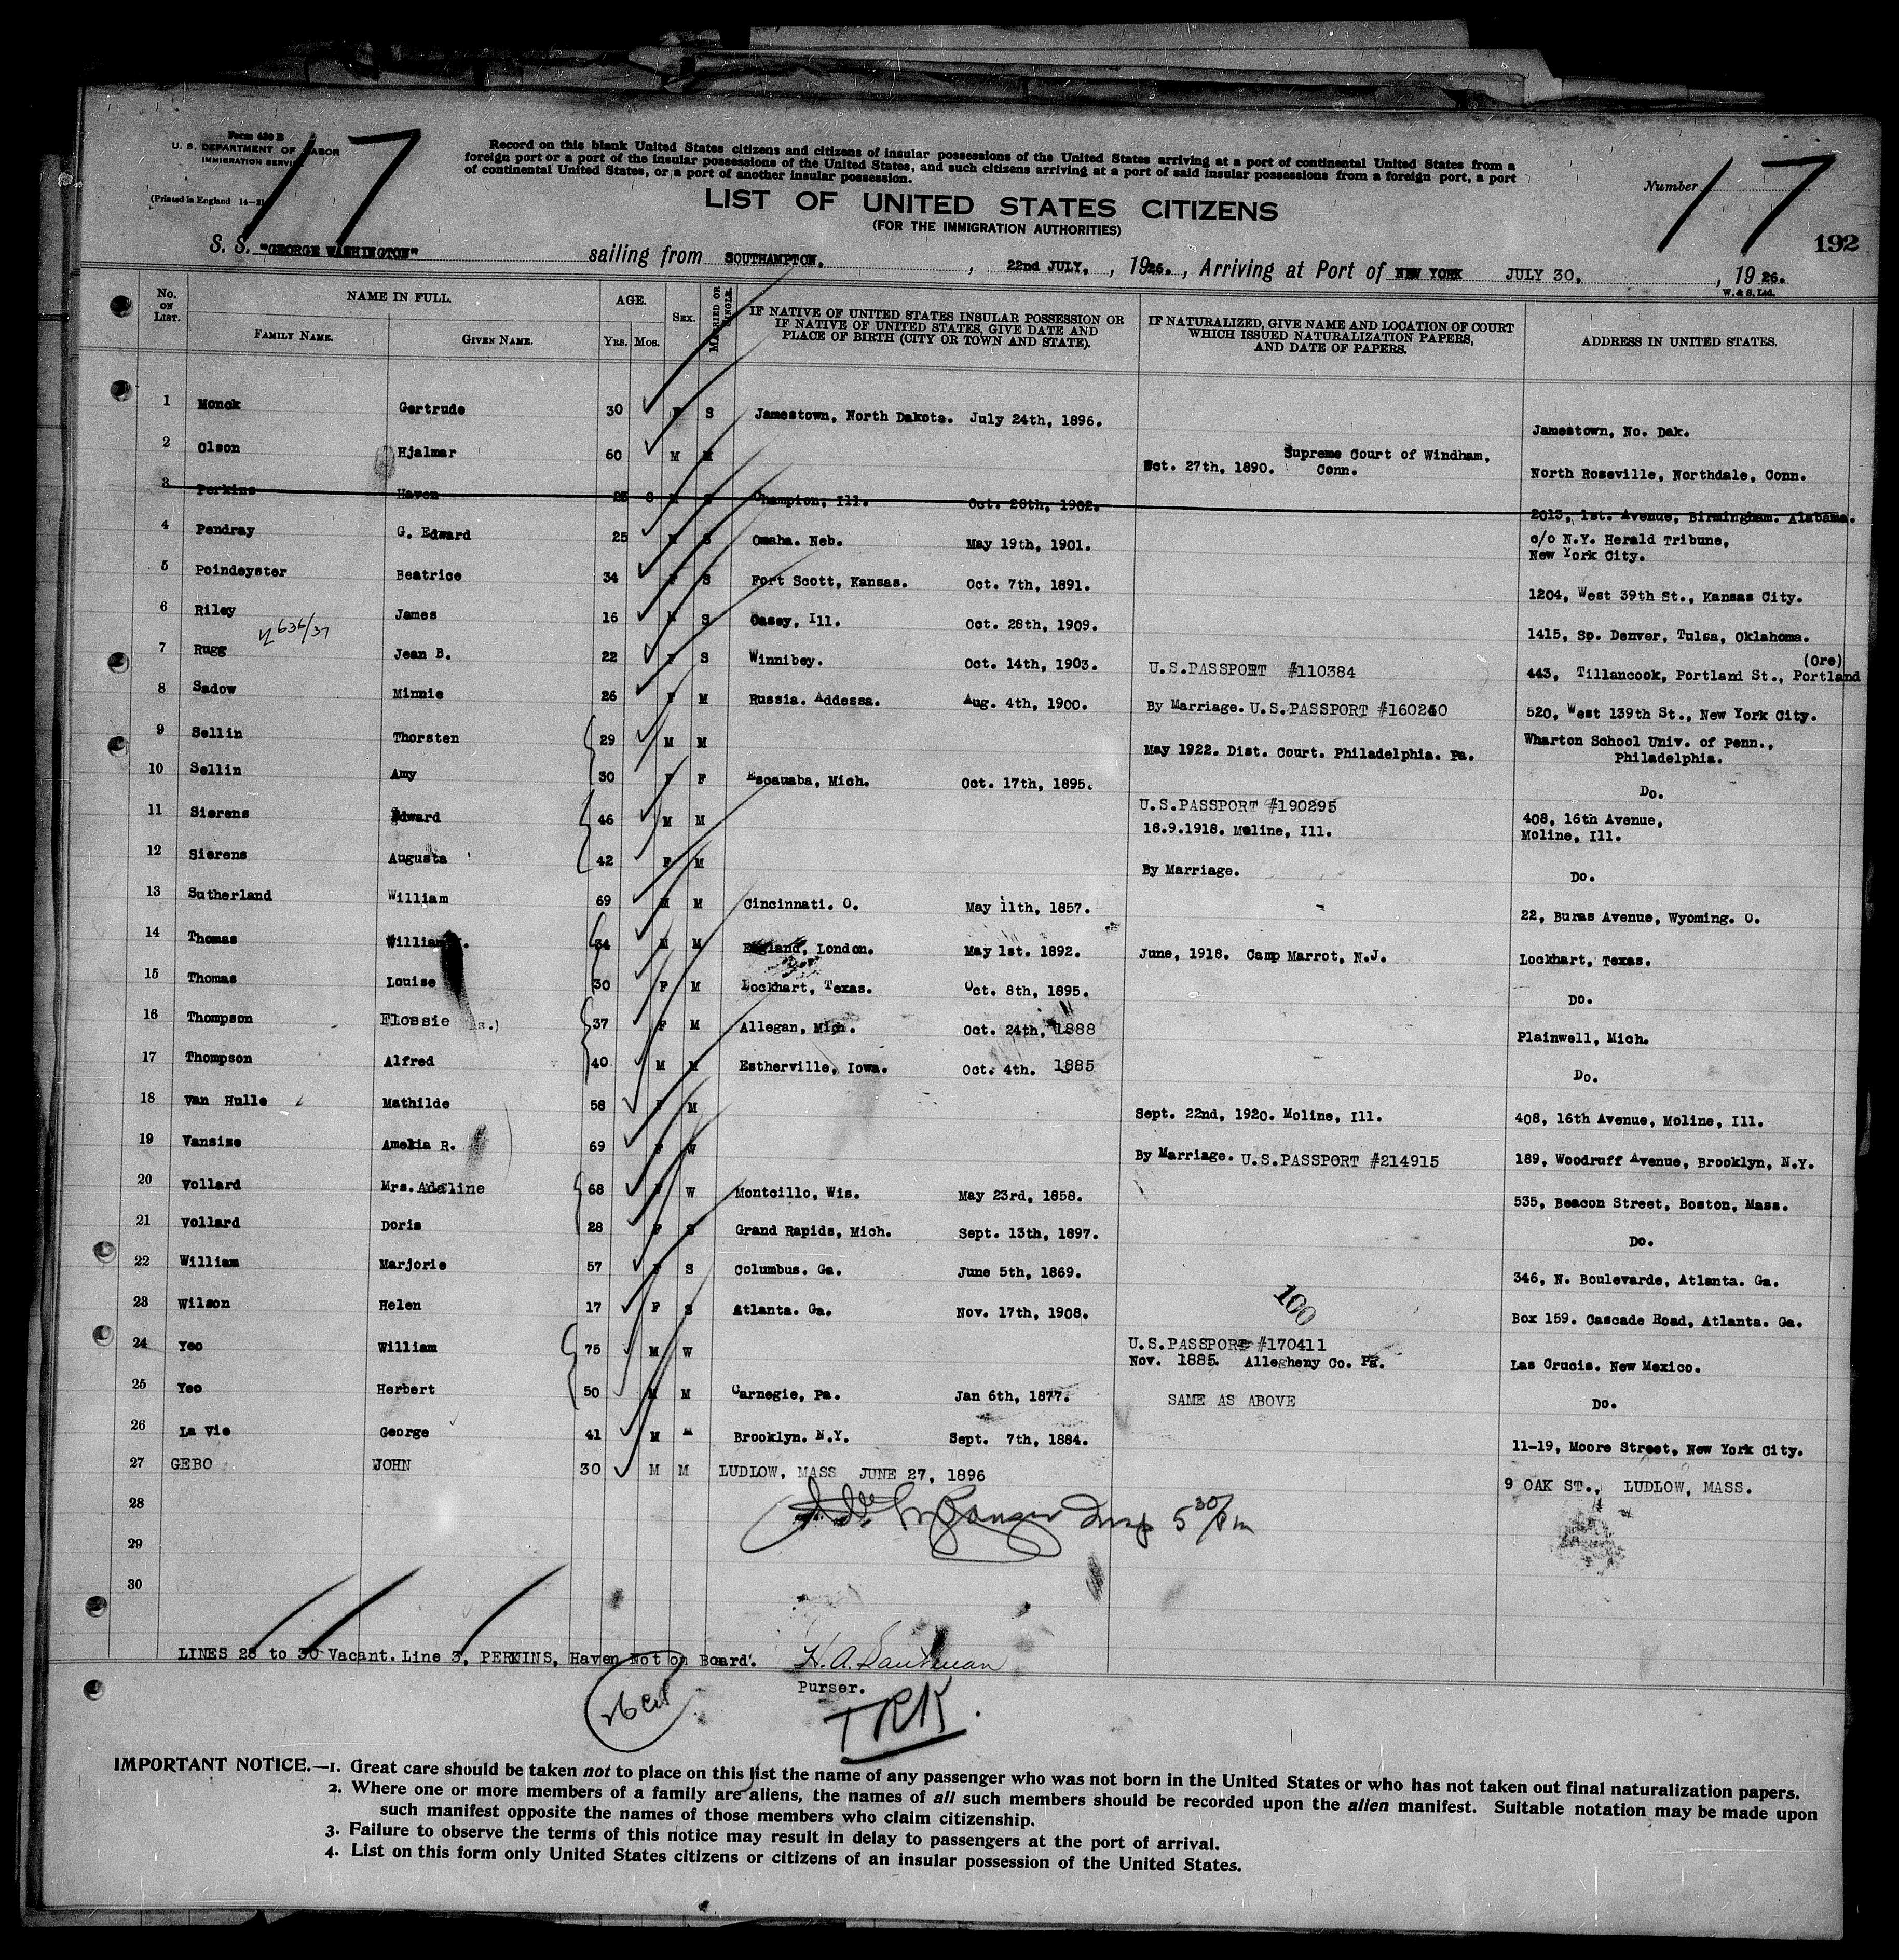 Form 630 B
U. S. DEPARTMENT OF LABOR
IMMIGRATION SERVICE
(Printed in England 14—21
17
Record on this blank United States citizens and citizens of insular possessions of the United States arriving at a port of continental United States from a
foreign port or a port of the insular possessions of the United States, and such citizens arriving at a port of said insular possessions from a foreign port, a port
of continental United States, or a port of another insular possession.
LIST OF UNITED STATES CITIZENS
(FOR THE IMMIGRATION AUTHORITIES)
Number 17
192
S. S. "GEORGE WASHINGTON" sailing from SOUTHAMPTON. , 22nd JULY. , 1926. , Arriving at Port of NEW YORK JULY 30, , 1926.
W. & S. Ltd.
No. ON LIST. NAME IN FULL. AGE. SEX. MARRIED OR SINGLE. IF NATIVE OF UNITED STATES INSULAR POSSESSION OR IF NATIVE OF UNITED STATES, GIVE DATE AND PLACE OF BIRTH (CITY OR TOWN AND STATE). IF NATURALIZED, GIVE NAME AND LOCATION OF COURT WHICH ISSUED NATURALIZATION PAPERS, AND DATE OF PAPERS. ADDRESS IN UNITED STATES.
FAMILY NAME. GIVEN NAME. Yrs. Mos.
1 Monok Gertrude 30 F S Jamestown, North Dakota. July 24th, 1896. Jamestown, No. Dak.
2 Olson Hjalmar 60 M M Oct. 27th, 1890. Supreme Court of Windham, Conn. North Roseville, Northdale, Conn.
3 Perkins Haven 23 8 M S Champion, Ill. Oct. 28th, 1902. 2013, 1st. Avenue, Birmingham. Alabama.
4 Pendray G. Edward 25 M S Omaha. Neb. May 19th, 1901. c/o N.Y. Herald Tribune, New York City.
5 Poindeyster Beatrice 34 F S Fort Scott, Kansas. Oct. 7th, 1891. 1204, West 39th St., Kansas City.
6 Riley James 16 M S Casey, Ill. Oct. 28th, 1909. 1415, So. Denver, Tulsa, Oklahoma.
636/37
7 Rugg Jean B. 22 F S Winnibey. Oct. 14th, 1903. U.S.PASSPORT #110384 443, Tillancook, Portland St., Portland (Ore)
8 Sadow Minnie 26 F M Russia. Addessa. Aug. 4th, 1900. By Marriage. U.S.PASSPORT #160240 520, West 139th St., New York City.
9 Sellin Thorsten 29 M M May 1922. Dist. Court. Philadelphia. Pa. Wharton School Univ. of Penn., Philadelphia.
10 Sellin Amy 30 F F Escauaba, Mich. Oct. 17th, 1895. Do.
11 Sierens Edward 46 M M U.S.PASSPORT #190295 18.9.1918. Moline, Ill. 408, 16th Avenue, Moline, Ill.
12 Sierens Augusta 42 F M By Marriage. Do.
13 Sutherland William 69 M M Cincinnati. O. May 11th, 1857. 22, Buras Avenue, Wyoming. O.
14 Thomas William 34 M M England, London. May 1st. 1892. June, 1918. Camp Marrot, N.J. Lockhart, Texas.
15 Thomas Louise 30 F M Lockhart, Texas. Oct. 8th, 1895. Do.
16 Thompson Flossie 37 F M Allegan, Mich. Oct. 24th, 1888 Plainwell, Mich.
17 Thompson Alfred 40 M M Estherville, Iowa. Oct. 4th. 1885 Do.
18 Van Hulle Mathilde 58 F M Sept. 22nd, 1920. Moline, Ill. 408, 16th Avenue, Moline, Ill.
19 Vansize Amekia R. 69 F W By Marriage. U.S.PASSPORT #214915 189, Woodruff Avenue, Brooklyn, N.Y.
20 Vollard Mrs. Adeline 68 F W Montcillo, Wis. May 23rd, 1858. 535, Beacon Street, Boston, Mass.
21 Vollard Doris 28 F S Grand Rapids, Mich. Sept. 13th, 1897. Do.
22 William Marjorie 57 F S Columbus. Ga. June 5th, 1869. 346, N. Boulevarde, Atlanta. Ga.
100
23 Wilson Helen 17 F S Atlanta. Ga. Nov. 17th, 1908. Box 159. Cascade Road, Atlanta. Ga.
24 Yeo William 75 M W U.S.PASSPORT #170411 Nov. 1885. Allegheny Co. Pa. Las Crucis. New Mexico.
25 Yeo Herbert 50 M M Carnegie, Pa. Jan 6th, 1877. SAME AS ABOVE Do.
26 La Vie George 41 M M Brooklyn. N.Y. Sept. 7th, 1884. 11-19, Moore Street, New York City.
27 GEBO JOHN 30 M M LUDLOW, MASS JUNE 27, 1896 9 OAK ST., LUDLOW, MASS.
28
Insp 5 30/pm
29
30
LINES 28 to 30 Vacant. Line 3, PERKINS, Haven Not on Board.
Purser.
TRK
IMPORTANT NOTICE.—1. Great care should be taken not to place on this list the name of any passenger who was not born in the United States or who has not taken out final naturalization papers.
2. Where one or more members of a family are aliens, the names of all such members should be recorded upon the alien manifest. Suitable notation may be made upon
such manifest opposite the names of those members who claim citizenship.
3. Failure to observe the terms of this notice may result in delay to passengers at the port of arrival.
4. List on this form only United States citizens or citizens of an insular possession of the United States.